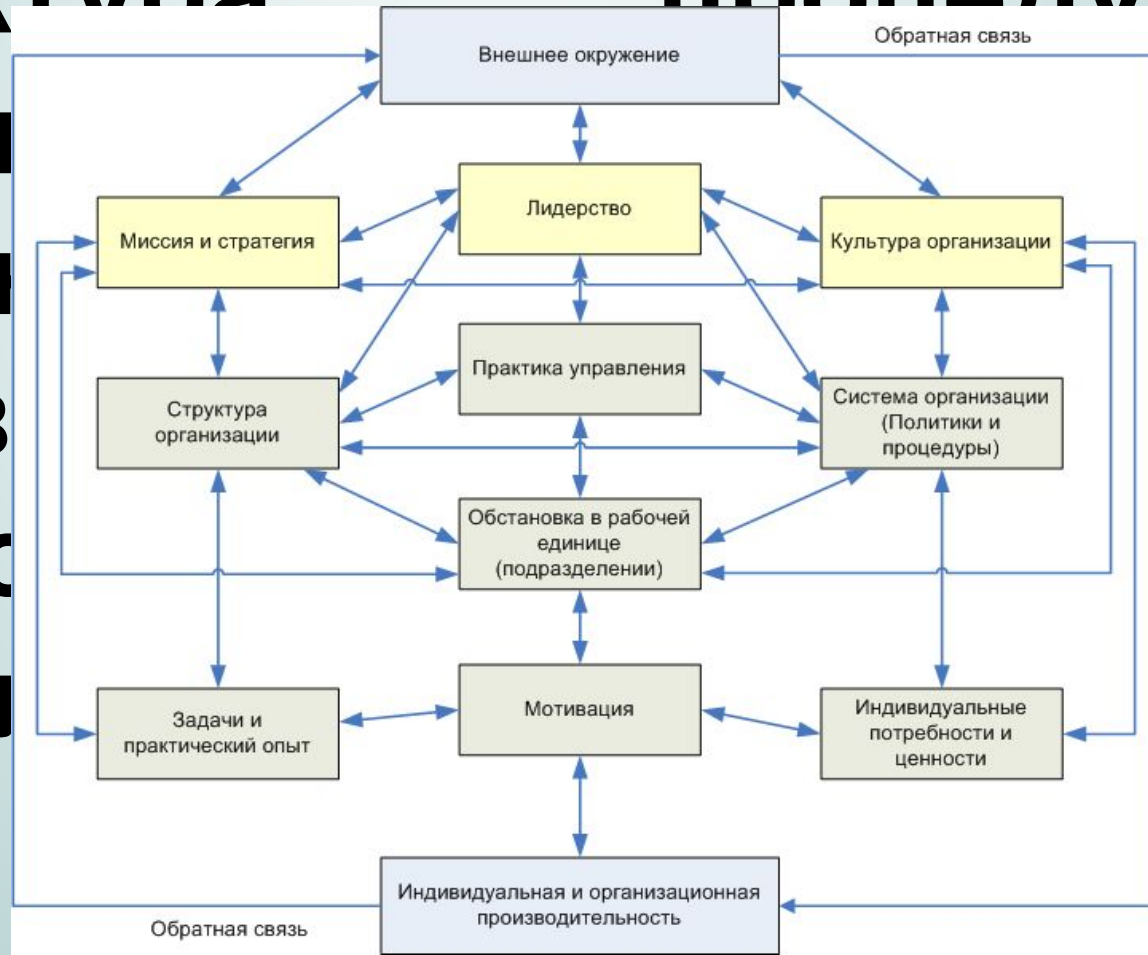 Обратная связь
Внешнее окружение
Лидерство
Миссия и стратегия
Культура организации
Практика управления
Структура
организации
Система организации
(Политики и
процедуры)
Обстановка в рабочей
единице
(подразделении)
Задачи и
практический опыт
Мотивация
Индивидуальные
потребности и
ценности
Индивидуальная и организационная
производительность
Обратная связь